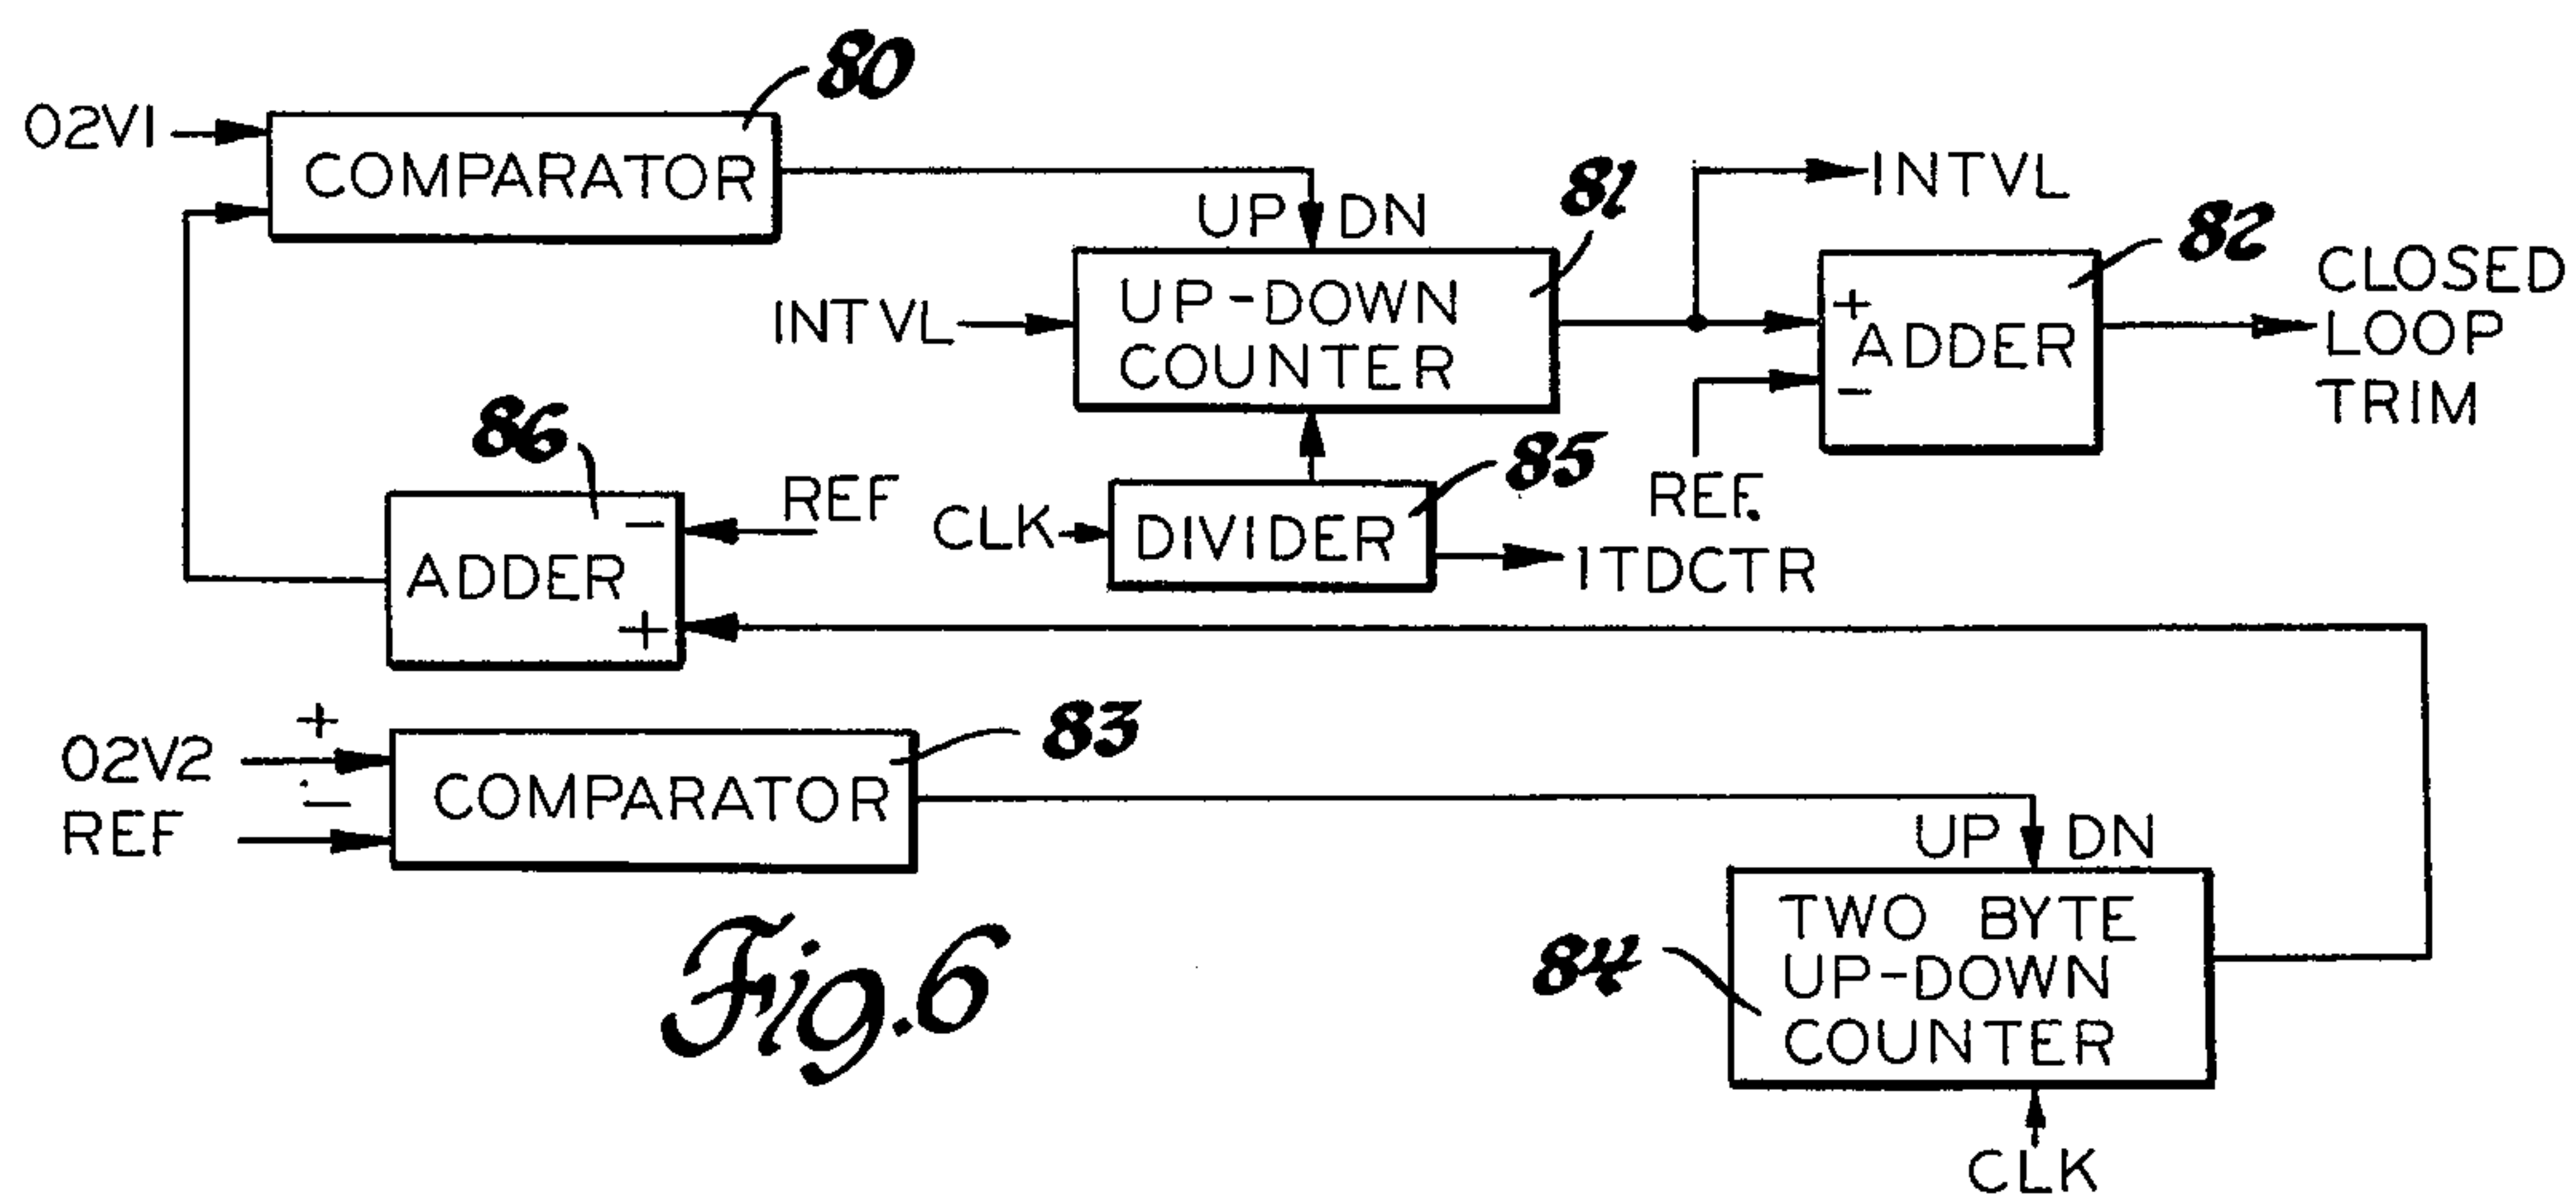 80
O2V1
COMPARATOR
UP DN
81
INTVL
82
INTVL
UP-DOWN
COUNTER
+
ADDER
-
CLOSED
LOOP
TRIM
86
REF
85
REF.
ADDER
-
+
CLK
DIVIDER
ITDCTR
O2V2
+
-
REF
COMPARATOR
83
UP DN
84
TWO BYTE
UP-DOWN
COUNTER
CLK
Fig. 6